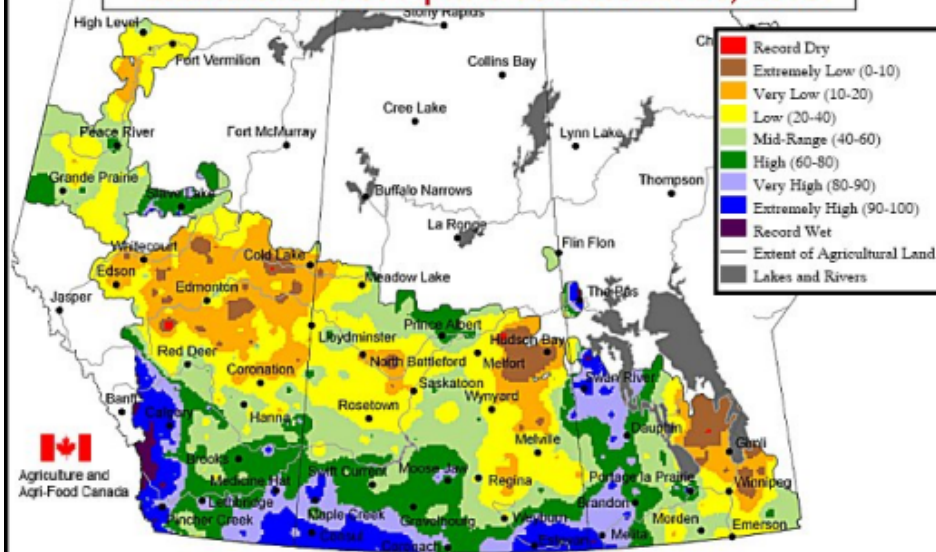 Stony Rapids
High Level
Fort Vermilion
Collins Bay
Record Dry
Extremely Low (0-10)
Very Low (10-20)
Low (20-40)
Mid-Range (40-60)
High (60-80)
Very High (80-90)
Extremely High (90-100)
Record Wet
Extent of Agricultural Land
Lakes and Rivers
Cree Lake
Peace River
Fort McMurray
Lynn Lake
Grande Prairie
Slave Lake
Buffalo Narrows
Thompson
La Ronge
Whitecourt
Cold Lake
Flin Flon
Edson
Meadow Lake
Edmonton
The Pas
Jasper
Prince Albert
Lloydminster
Hudson Bay
Red Deer
North Battleford
Melfort
Coronation
Saskatoon
Swan River
Banff
Calgary
Hanna
Rosetown
Wynyard
Dauphin
Gimli
Melville
Agriculture and
Agri-Food Canada
Brooks
Swift Current
Moose Jaw
Medicine Hat
Regina
Portage la Prairie
Winnipeg
Lethbridge
Brandon
Pincher Creek
Maple Creek
Gravelbourg
Weyburn
Morden
Emerson
Consul
Coronach
Estevan
Melita